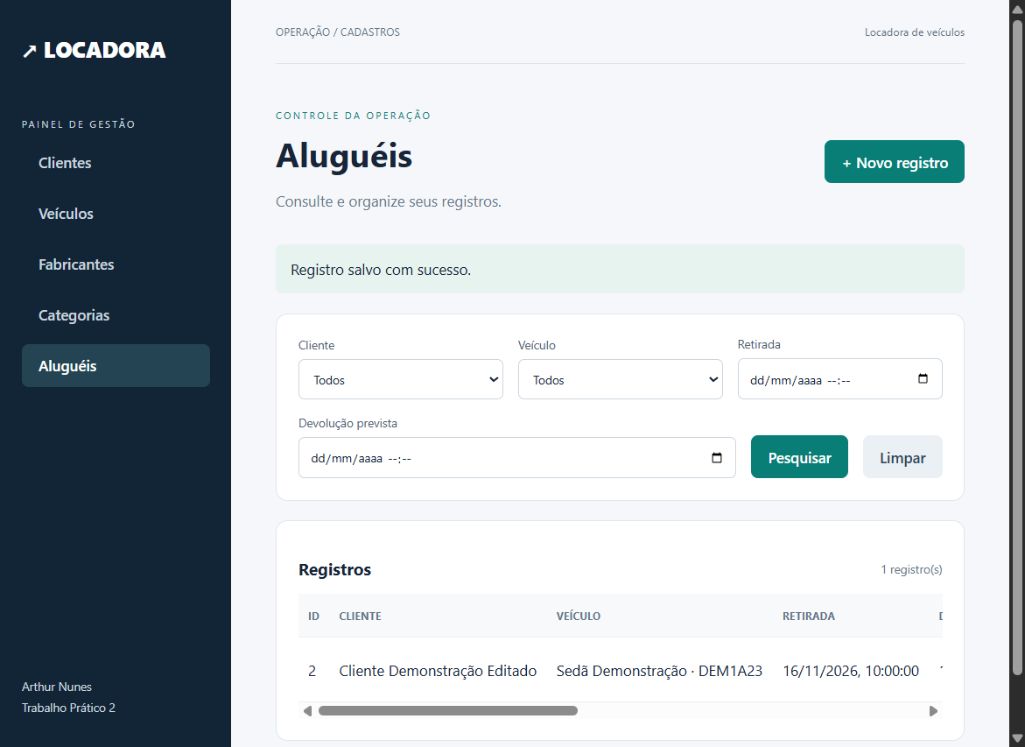 ↗ LOCADORA
PAINEL DE GESTÃO
Clientes
Veículos
Fabricantes
Categorias
Aluguéis
Arthur Nunes
Trabalho Prático 2
OPERAÇÃO / CADASTROS
Locadora de veículos
CONTROLE DA OPERAÇÃO
Aluguéis
+ Novo registro
Consulte e organize seus registros.
Registro salvo com sucesso.
Cliente Veículo Retirada
Todos Todos dd/mm/aaaa --:--
Devolução prevista
dd/mm/aaaa --:-- Pesquisar Limpar
Registros 1 registro(s)
ID CLIENTE VEÍCULO RETIRADA
2 Cliente Demonstração Editado Sedã Demonstração · DEM1A23 16/11/2026, 10:00:00